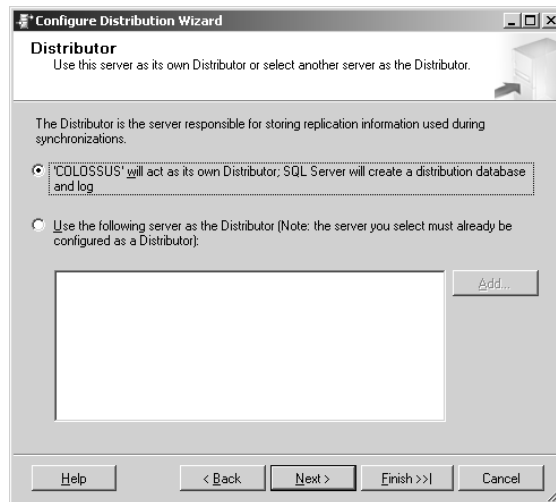 Configure Distribution Wizard
Distributor
Use this server as its own Distributor or select another server as the Distributor.
The Distributor is the server responsible for storing replication information used during
synchronizations.
'COLOSSUS' will act as its own Distributor; SQL Server will create a distribution database
and log
Use the following server as the Distributor (Note: the server you select must already be
configured as a Distributor):
Add...
Help
< Back
Next >
Finish >>|
Cancel